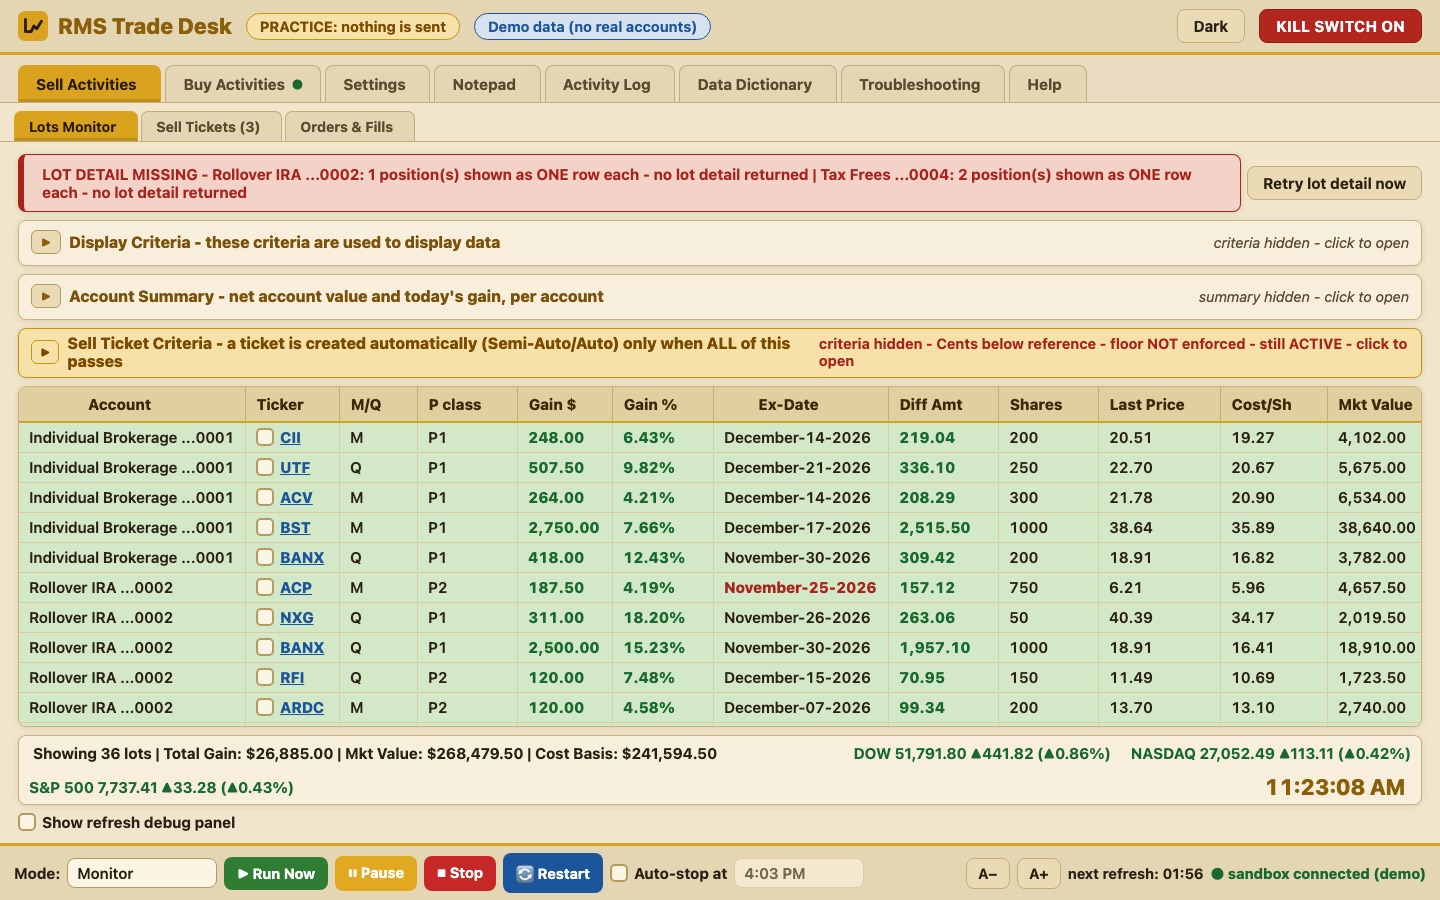 RMS Trade Desk PRACTICE: nothing is sent Demo data (no real accounts) Dark KILL SWITCH ON
Sell Activities Buy Activities Settings Notepad Activity Log Data Dictionary Troubleshooting Help
Lots Monitor Sell Tickets (3) Orders & Fills
LOT DETAIL MISSING - Rollover IRA ...0002: 1 position(s) shown as ONE row each - no lot detail returned | Tax Frees ...0004: 2 position(s) shown as ONE row
each - no lot detail returned
Retry lot detail now
Display Criteria - these criteria are used to display data criteria hidden - click to open
Account Summary - net account value and today's gain, per account summary hidden - click to open
Sell Ticket Criteria - a ticket is created automatically (Semi-Auto/Auto) only when ALL of this
passes
criteria hidden - Cents below reference - floor NOT enforced - still ACTIVE - click to
open
Account Ticker M/Q P class Gain $ Gain % Ex-Date Diff Amt Shares Last Price Cost/Sh Mkt Value
Individual Brokerage ...0001 CII M P1 248.00 6.43% December-14-2026 219.04 200 20.51 19.27 4,102.00
Individual Brokerage ...0001 UTF Q P1 507.50 9.82% December-21-2026 336.10 250 22.70 20.67 5,675.00
Individual Brokerage ...0001 ACV M P1 264.00 4.21% December-14-2026 208.29 300 21.78 20.90 6,534.00
Individual Brokerage ...0001 BST M P1 2,750.00 7.66% December-17-2026 2,515.50 1000 38.64 35.89 38,640.00
Individual Brokerage ...0001 BANX Q P1 418.00 12.43% November-30-2026 309.42 200 18.91 16.82 3,782.00
Rollover IRA ...0002 ACP M P2 187.50 4.19% November-25-2026 157.12 750 6.21 5.96 4,657.50
Rollover IRA ...0002 NXG Q P1 311.00 18.20% November-26-2026 263.06 50 40.39 34.17 2,019.50
Rollover IRA ...0002 BANX Q P1 2,500.00 15.23% November-30-2026 1,957.10 1000 18.91 16.41 18,910.00
Rollover IRA ...0002 RFI Q P2 120.00 7.48% December-15-2026 70.95 150 11.49 10.69 1,723.50
Rollover IRA ...0002 ARDC M P2 120.00 4.58% December-07-2026 99.34 200 13.70 13.10 2,740.00
Showing 36 lots | Total Gain: $26,885.00 | Mkt Value: $268,479.50 | Cost Basis: $241,594.50 DOW 51,791.80 ▲441.82 (▲0.86%) NASDAQ 27,052.49 ▲113.11 (▲0.42%)
S&P 500 7,737.41 ▲33.28 (▲0.43%) 11:23:08 AM
Show refresh debug panel
Mode: Monitor Run Now Pause Stop Restart Auto-stop at 4:03 PM A− A+ next refresh: 01:56 sandbox connected (demo)